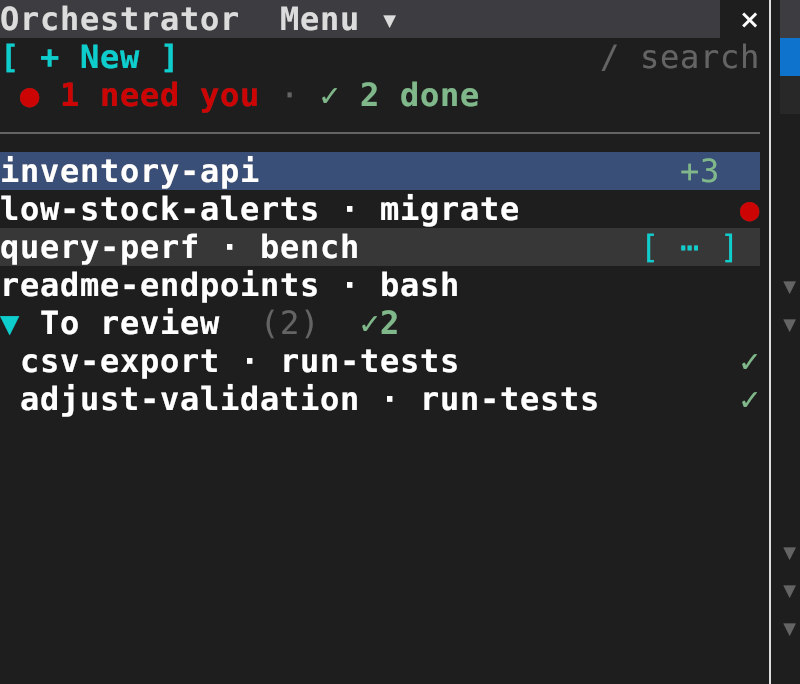 Orchestrator  Menu ▾ ×
[ + New ] / search
● 1 need you · ✓ 2 done
inventory-api +3
low-stock-alerts · migrate ●
query-perf · bench [ ⋯ ]
readme-endpoints · bash
▼ To review (2) ✓2
csv-export · run-tests ✓
adjust-validation · run-tests ✓